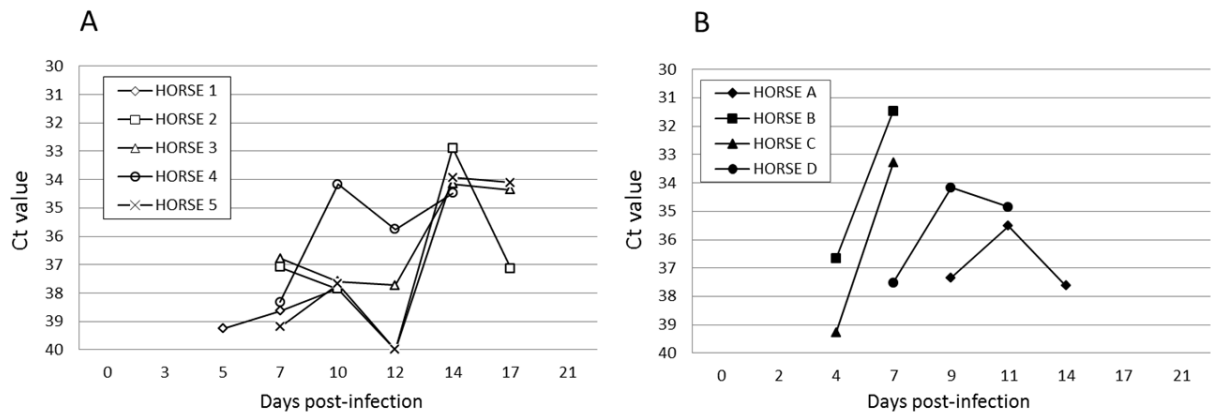 A
30
31
32
33
34
35
36
37
38
39
40
Ct value
HORSE 1
HORSE 2
HORSE 3
HORSE 4
HORSE 5
0 3 5 7 10 12 14 17 21
Days post-infection
B
30
31
32
33
34
35
36
37
38
39
40
Ct value
HORSE A
HORSE B
HORSE C
HORSE D
0 2 4 7 9 11 14 17 21
Days post-infection